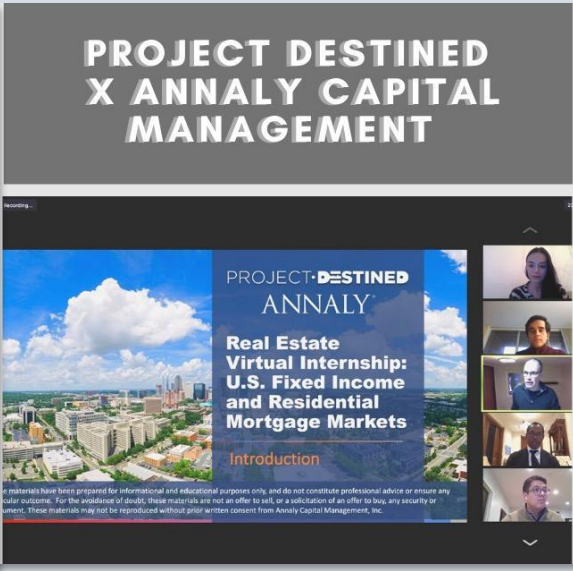 PROJECT DESTINED
X ANNALY CAPITAL
MANAGEMENT
Recording...
PROJECT·DESTINED
ANNALY
Real Estate
Virtual Internship:
U.S. Fixed Income
and Residential
Mortgage Markets
Introduction
materials have been prepared for informational and educational purposes only, and do not constitute professional advice or ensure any
outcome. For the avoidance of doubt, these materials are not an offer to sell, or a solicitation of an offer to buy, any security or
These materials may not be reproduced without prior written consent from Annaly Capital Management, Inc.